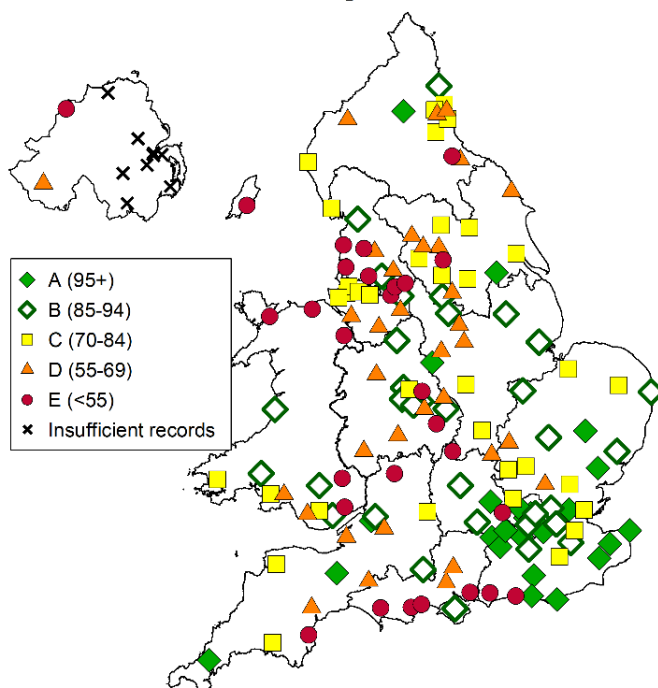 A (95+)
B (85-94)
C (70-84)
D (55-69)
E (<55)
Insufficient records